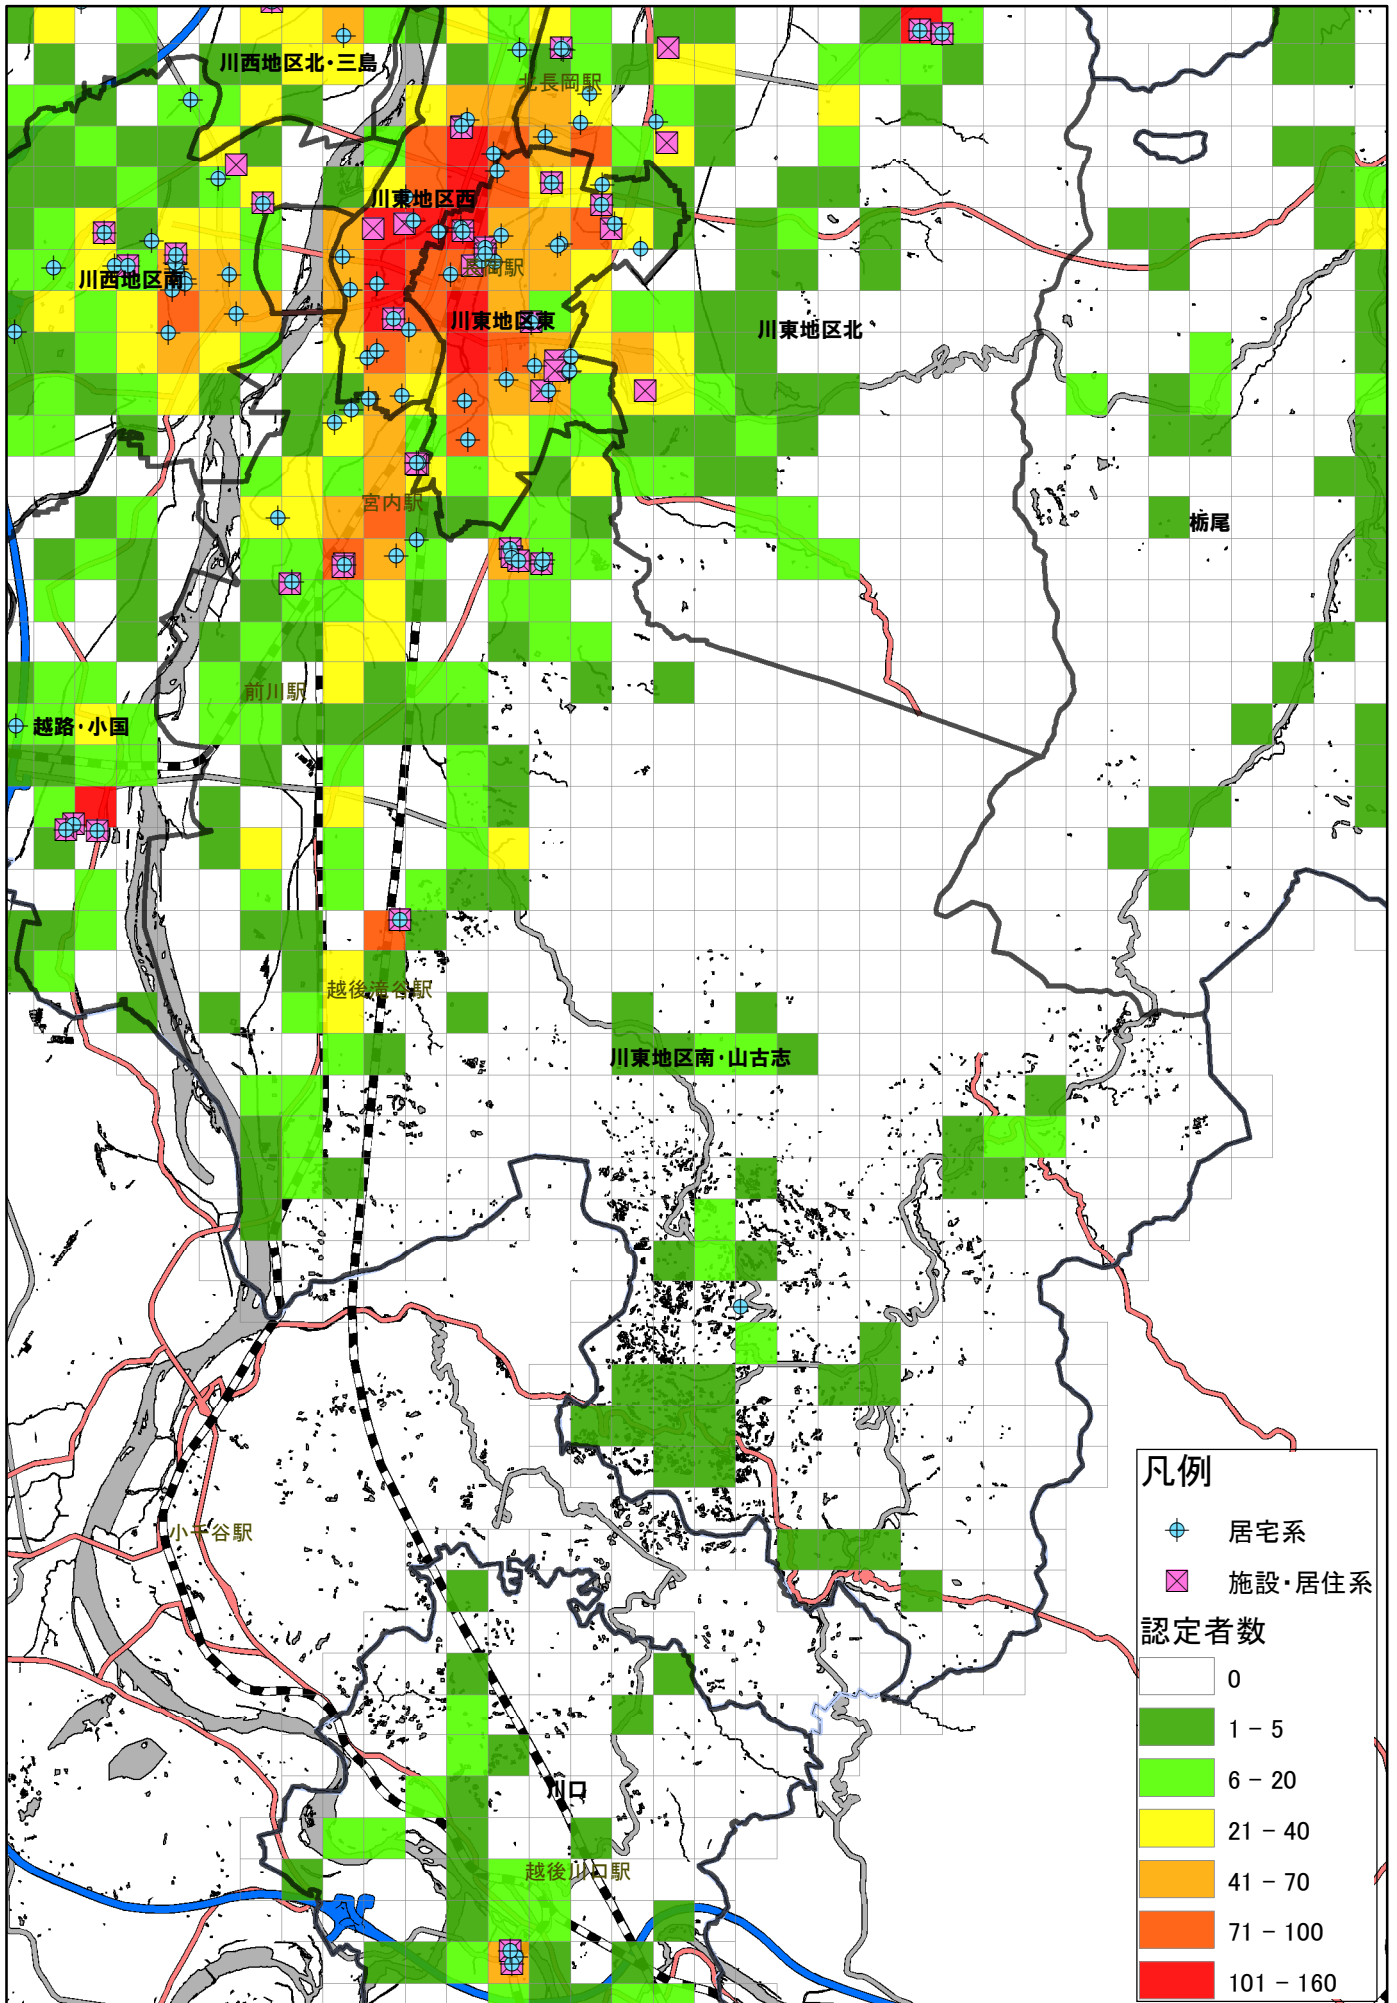 川西地区北・三島
北長岡駅
川東地区西
長岡駅
川西地区南
川東地区東
川東地区北
宮内駅
栃尾
前川駅
越路・小国
越後滝谷駅
川東地区南・山古志
小千谷駅
川口
越後川口駅
凡例
居宅系
施設・居住系
認定者数
0
1 - 5
6 - 20
21 - 40
41 - 70
71 - 100
101 - 160